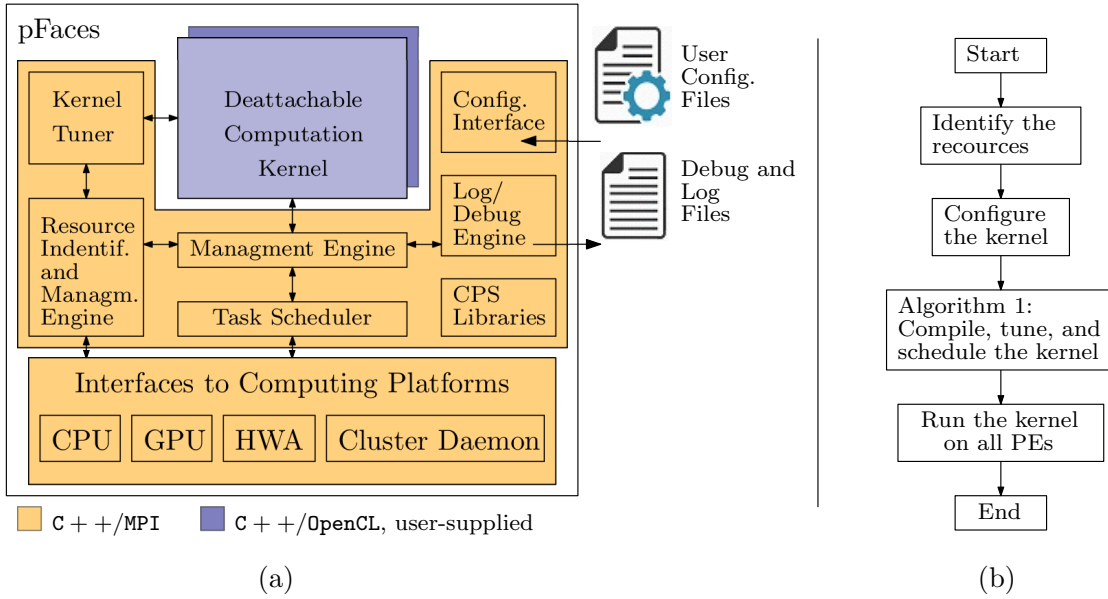 pFaces
Kernel
Tuner
Deattachable
Computation
Kernel
Config.
Interface
User
Config.
Files
Resource
Indentif.
and
Managm.
Engine
Managment Engine
Log/
Debug
Engine
Debug and
Log
Files
Task Scheduler
CPS
Libraries
Interfaces to Computing Platforms
CPU
GPU
HWA
Cluster Daemon
C++/MPI
C++/OpenCL, user-supplied
(a)
Start
Identify the
recources
Configure
the kernel
Algorithm 1:
Compile, tune, and
schedule the kernel
Run the kernel
on all PEs
End
(b)